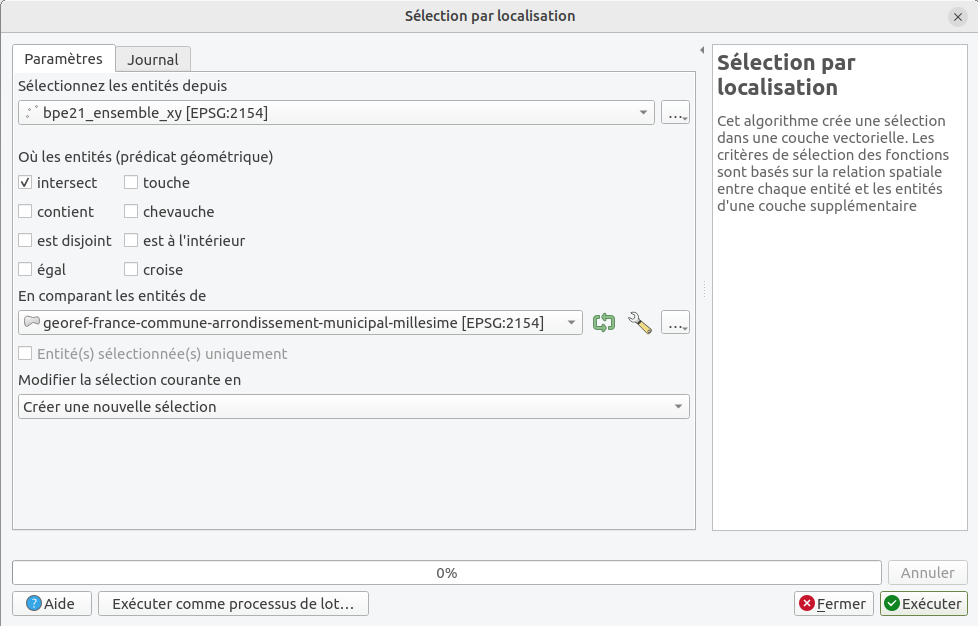 Sélection par localisation
Paramètres
Journal
Sélectionnez les entités depuis
bpe21_ensemble_xy [EPSG:2154]
...
Où les entités (prédicat géométrique)
intersect
touche
contient
chevauche
est disjoint
est à l'intérieur
égal
croise
En comparant les entités de
georef-france-commune-arrondissement-municipal-millesime [EPSG:2154]
...
Entité(s) sélectionnée(s) uniquement
Modifier la sélection courante en
Créer une nouvelle sélection
Sélection par
localisation
Cet algorithme crée une sélection
dans une couche vectorielle. Les
critères de sélection des fonctions
sont basés sur la relation spatiale
entre chaque entité et les entités
d'une couche supplémentaire
0%
Annuler
Aide
Exécuter comme processus de lot…
Fermer
Exécuter